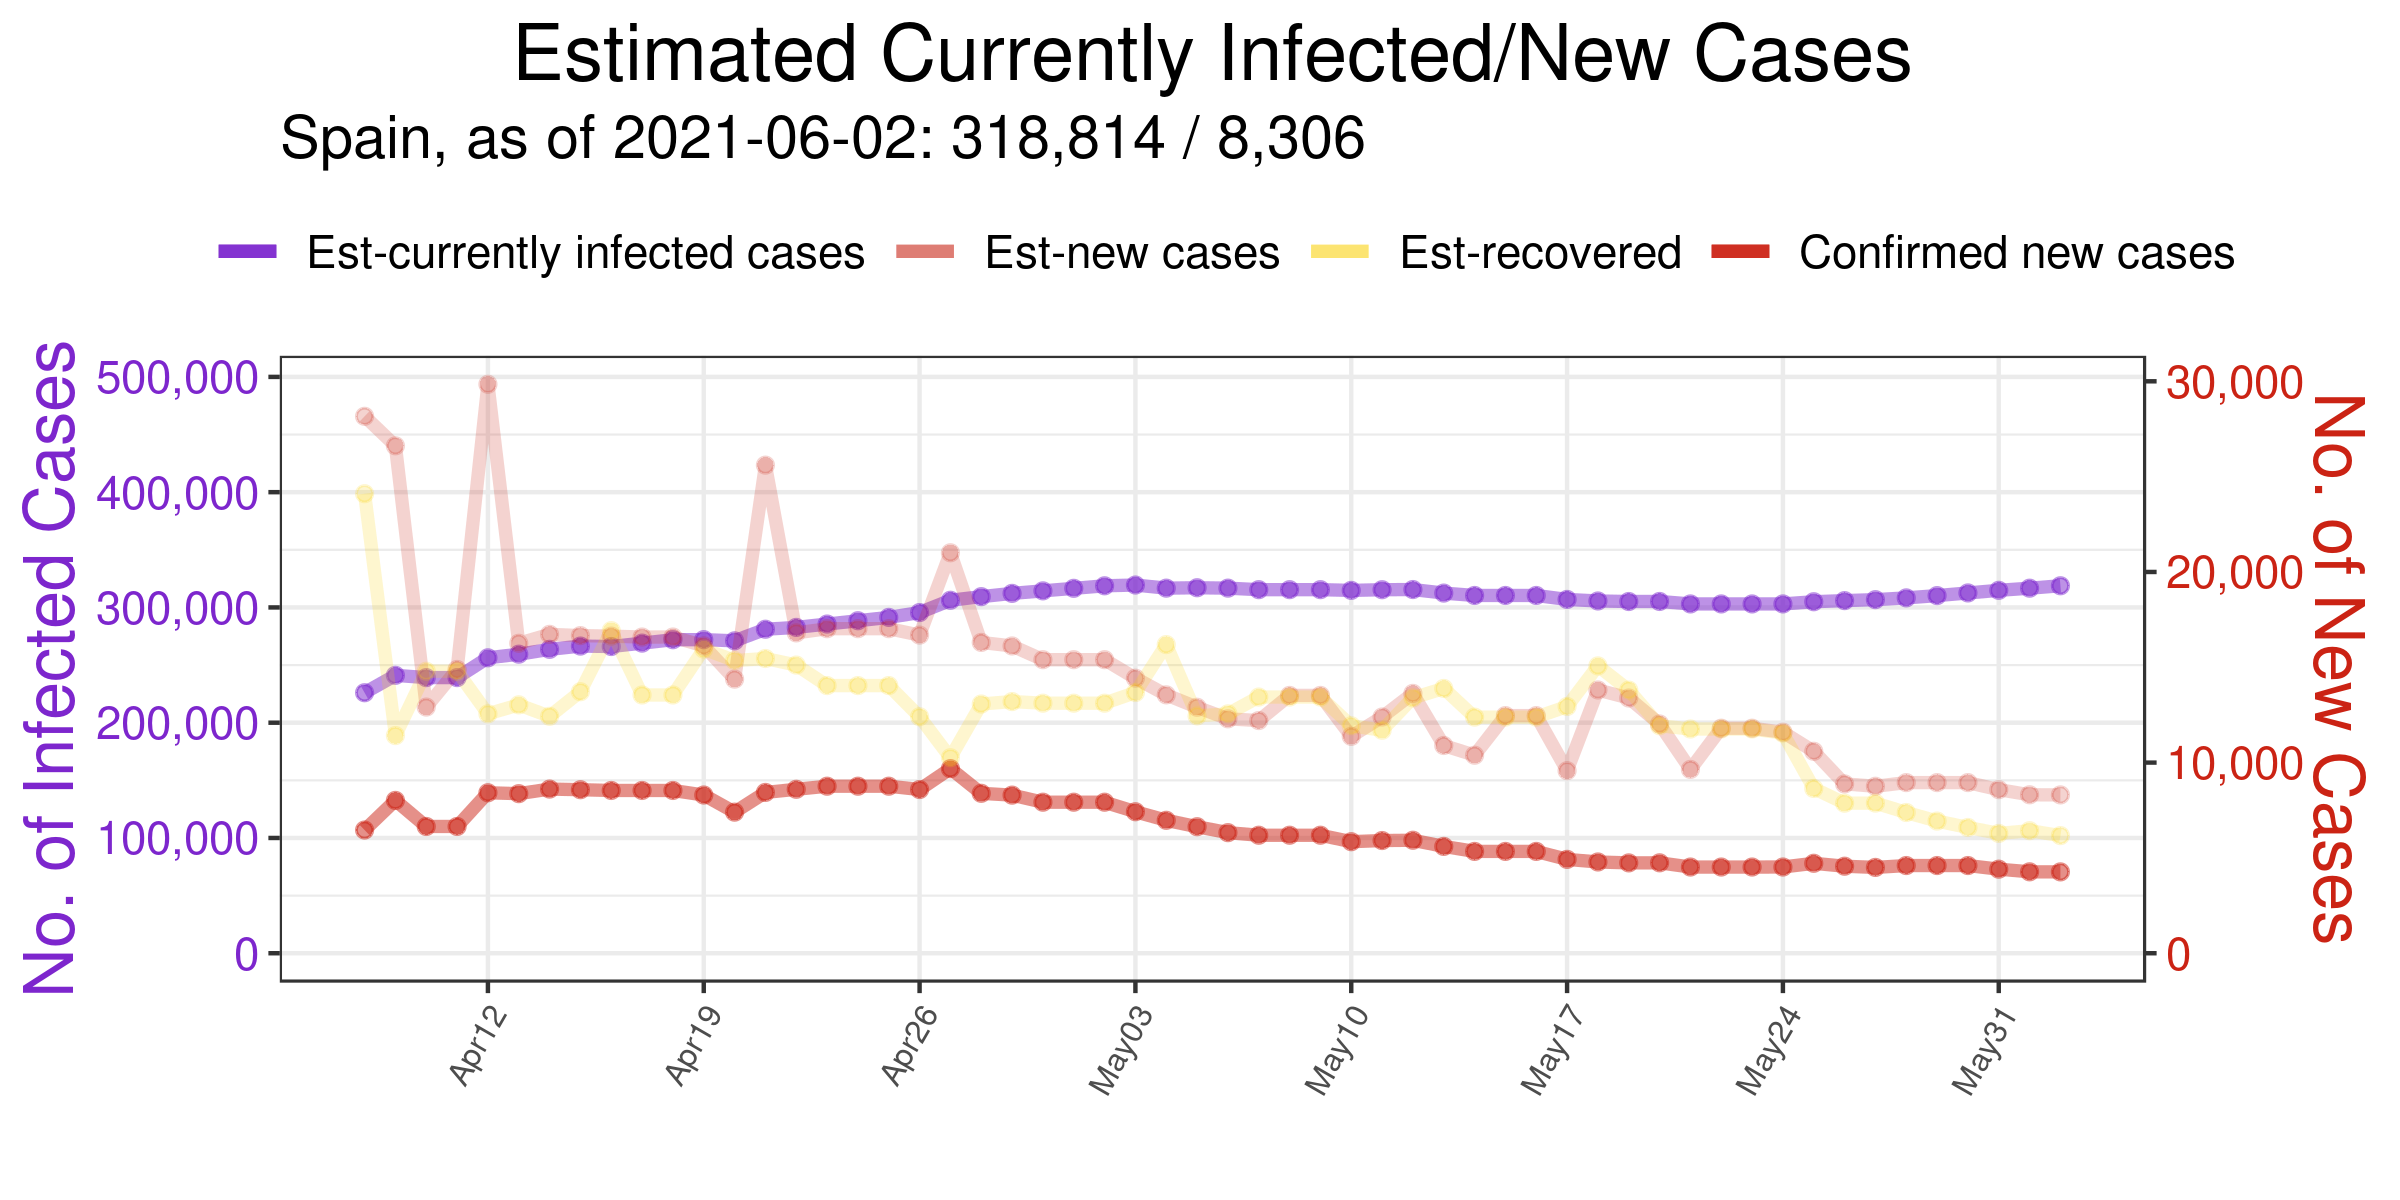 Estimated Currently Infected/New Cases
Spain, as of 2021-06-02: 318,814 / 8,306
Est-currently infected cases Est-new cases Est-recovered Confirmed new cases
No. of Infected Cases
500,000
400,000
300,000
200,000
100,000
0
30,000
20,000
10,000
0
No. of New Cases
Apr12 Apr19 Apr26 May03 May10 May17 May24 May31